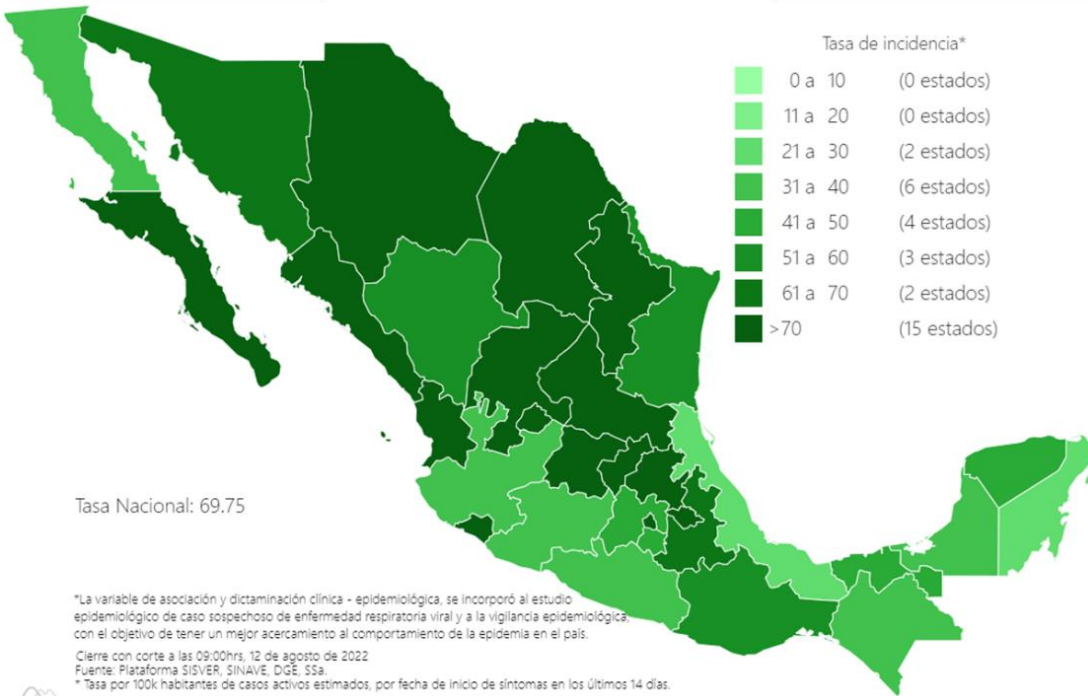 Tasa de incidencia*
0 a 10 (0 estados)
11 a 20 (0 estados)
21 a 30 (2 estados)
31 a 40 (6 estados)
41 a 50 (4 estados)
51 a 60 (3 estados)
61 a 70 (2 estados)
>70 (15 estados)
Tasa Nacional: 69.75
*La variable de asociación y dictaminación clínica - epidemiológica, se incorporó al estudio
epidemiológico de caso sospechoso de enfermedad respiratoria viral y a la vigilancia epidemiológica,
con el objetivo de tener un mejor acercamiento al comportamiento de la epidemia en el país.
Cierre con corte a las 09:00hrs, 12 de agosto de 2022
Fuente: Plataforma SISVER, SINAVE, DGE, SSa.
* Tasa por 100k habitantes de casos activos estimados, por fecha de inicio de síntomas en los últimos 14 días.